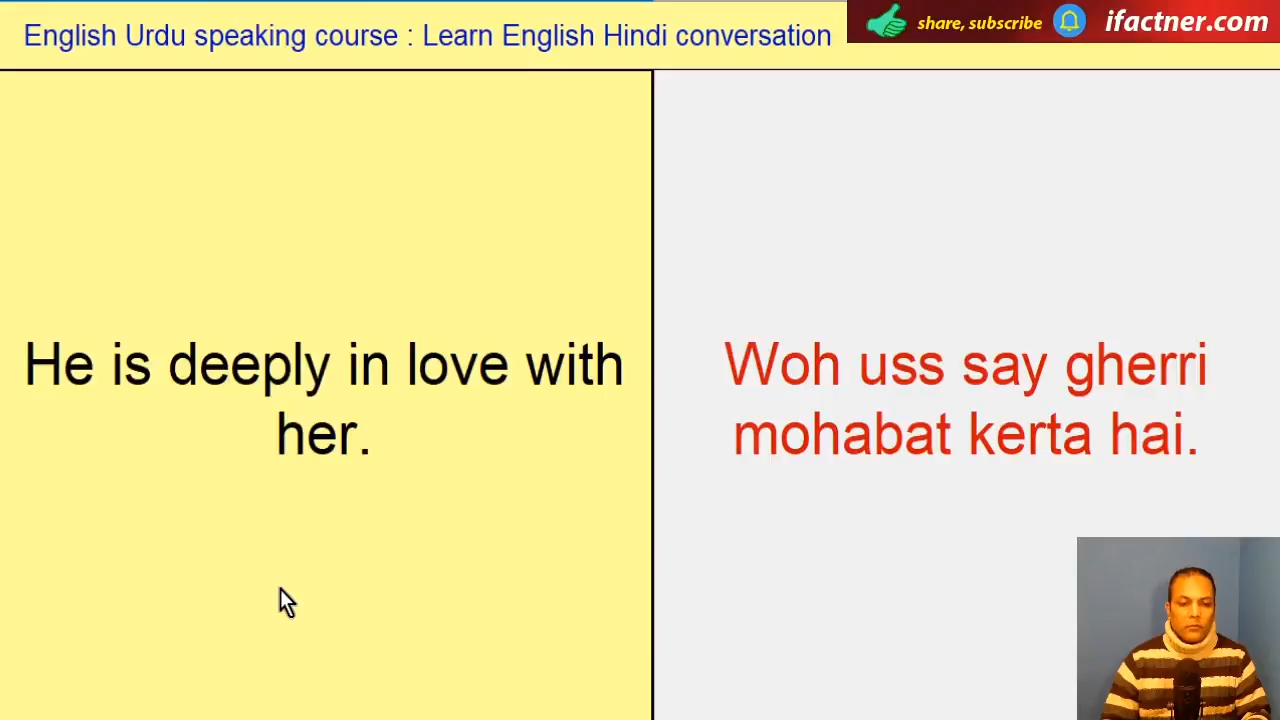 English Urdu speaking course : Learn English Hindi conversation
share, subscribe
ifactner.com
He is deeply in love with
her.
Woh uss say gherri
mohabat kerta hai.